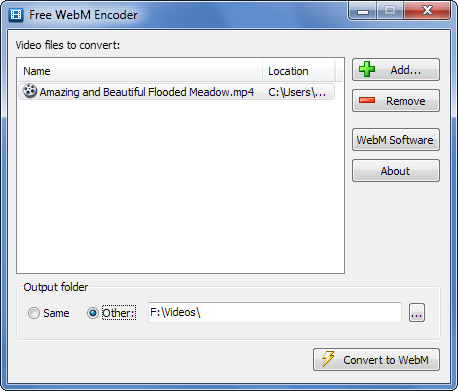 Free WebM Encoder
Video files to convert:
Name Location
Amazing and Beautiful Flooded Meadow.mp4 C:\Users\...
Add...
Remove
WebM Software
About
Output folder
Same Other: F:\Videos\ ...
Convert to WebM